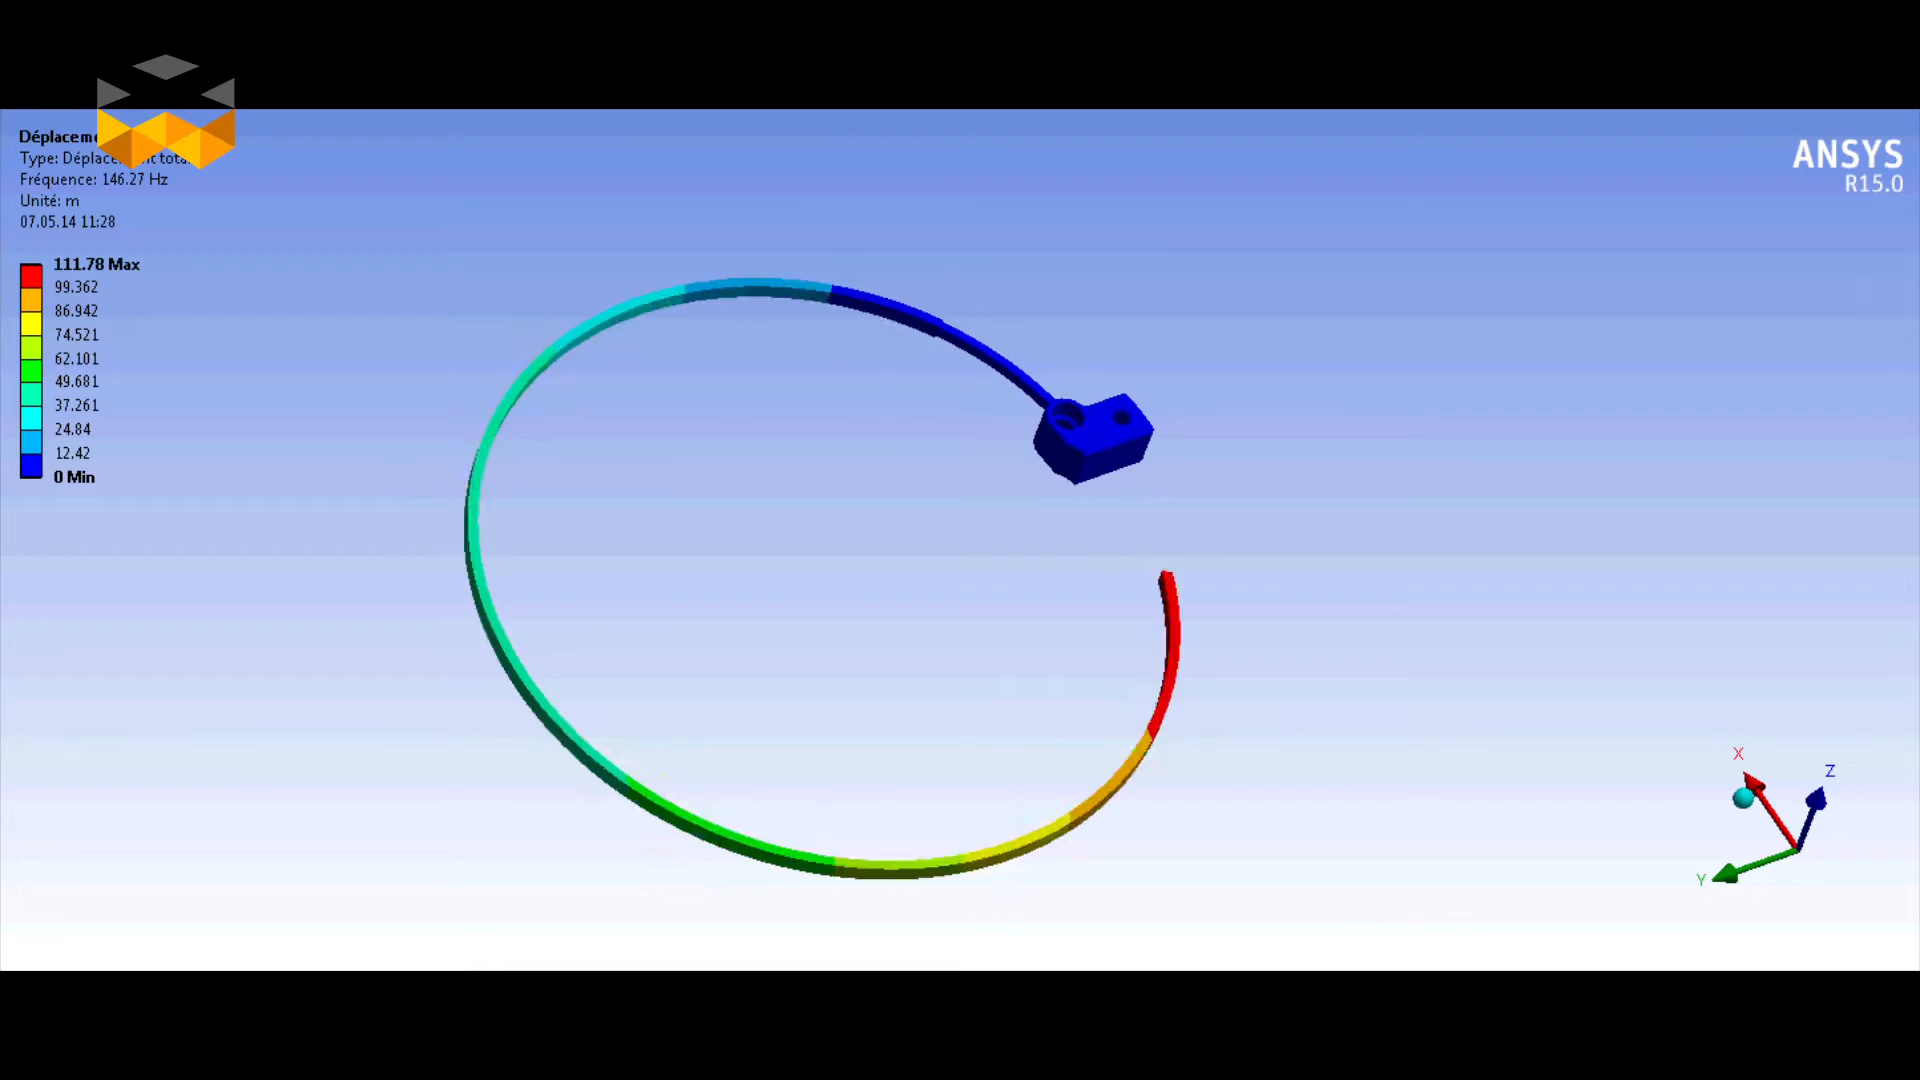 Déplacem
Type: Déplace t tota
Fréquence: 146.27 Hz
Unité: m
07.05.14 11:28
111.78 Max
99.362
86.942
74.521
62.101
49.681
37.261
24.84
12.42
0 Min
ANSYS
R15.0
X
Z
Y